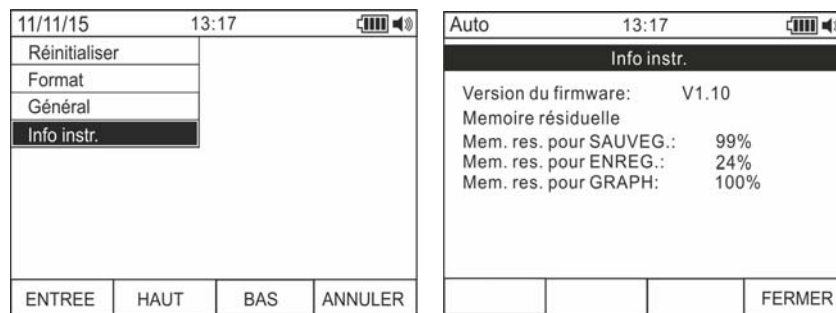 11/11/15 13:17
Réinitialiser
Format
Général
Info instr.
ENTREE HAUT BAS ANNULER
Auto 13:17
Info instr.
Version du firmware: V1.10
Memoire résiduelle
Mem. res. pour SAUVEG.: 99%
Mem. res. pour ENREG.: 24%
Mem. res. pour GRAPH: 100%
FERMER